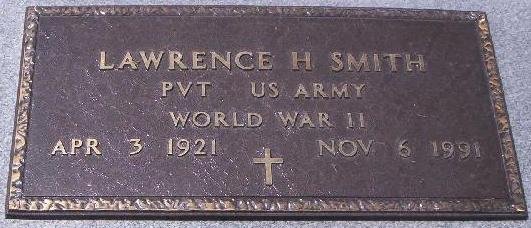 LAWRENCE H SMITH
PVT US ARMY
WORLD WAR II
APR 3 1921 NOV 6 1991